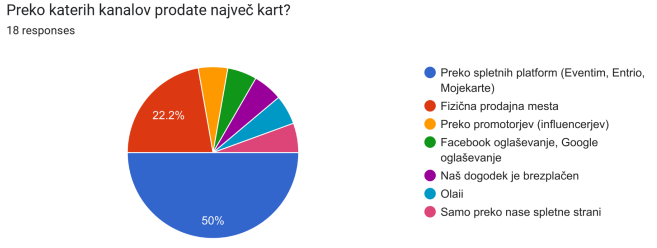 Preko katerih kanalov prodate največ kart?
18 responses
22.2%
50%
Preko spletnih platform (Eventim, Entrio,
Mojekarte)
Fizična prodajna mesta
Preko promotorjev (influencerjev)
Facebook oglaševanje, Google
oglaševanje
Naš dogodek je brezplačen
Olaii
Samo preko nase spletne strani